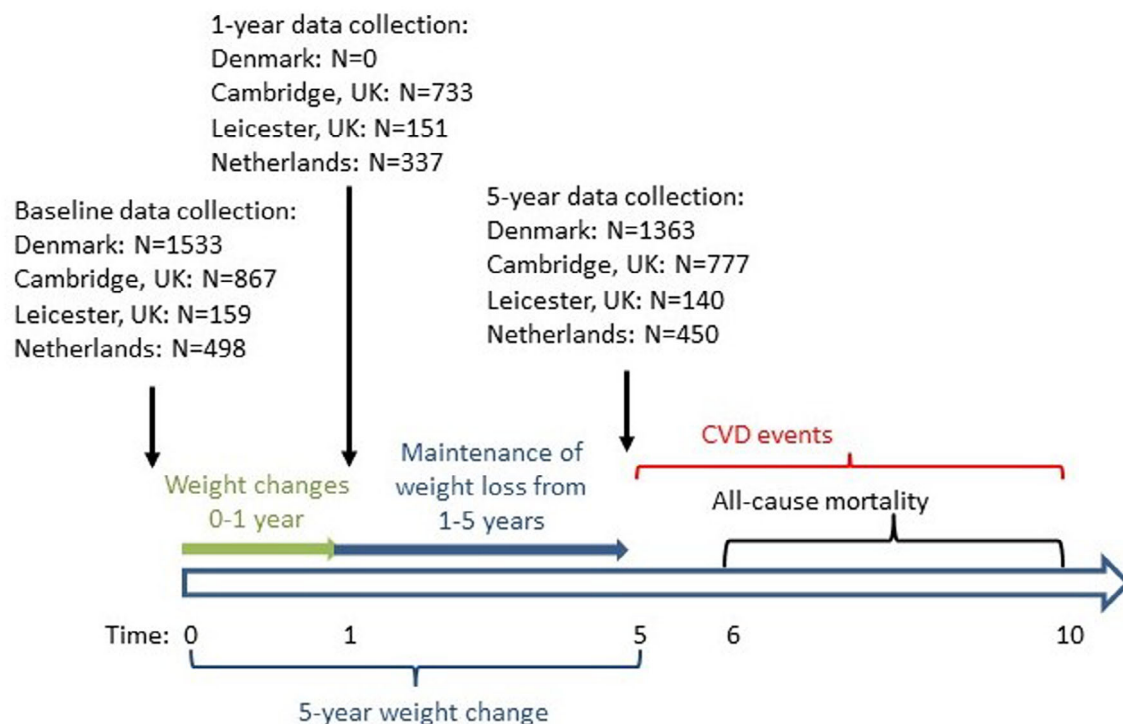 1-year data collection:
Denmark: N=0
Cambridge, UK: N=733
Leicester, UK: N=151
Netherlands: N=337
Baseline data collection:
Denmark: N=1533
Cambridge, UK: N=867
Leicester, UK: N=159
Netherlands: N=498
5-year data collection:
Denmark: N=1363
Cambridge, UK: N=777
Leicester, UK: N=140
Netherlands: N=450
Weight changes
0-1 year
Maintenance of
weight loss from
1-5 years
CVD events
All-cause mortality
Time: 0 1 5 6 10
5-year weight change